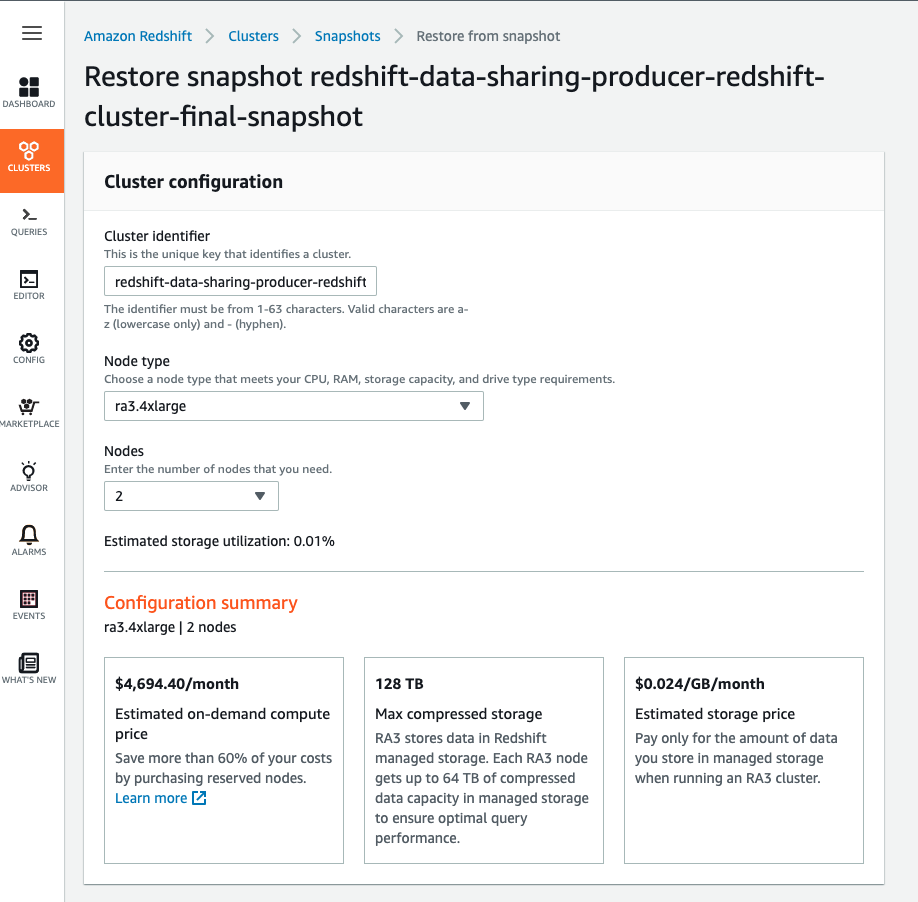 Amazon Redshift > Clusters > Snapshots > Restore from snapshot
Restore snapshot redshift-data-sharing-producer-redshift-
cluster-final-snapshot
DASHBOARD
CLUSTERS
QUERIES
EDITOR
CONFIG
MARKETPLACE
ADVISOR
ALARMS
EVENTS
WHAT'S NEW
Cluster configuration
Cluster identifier
This is the unique key that identifies a cluster.
redshift-data-sharing-producer-redshift
The identifier must be from 1-63 characters. Valid characters are a-
z (lowercase only) and - (hyphen).
Node type
Choose a node type that meets your CPU, RAM, storage capacity, and drive type requirements.
ra3.4xlarge
Nodes
Enter the number of nodes that you need.
2
Estimated storage utilization: 0.01%
Configuration summary
ra3.4xlarge | 2 nodes
$4,694.40/month
Estimated on-demand compute
price
Save more than 60% of your costs
by purchasing reserved nodes.
Learn more
128 TB
Max compressed storage
RA3 stores data in Redshift
managed storage. Each RA3 node
gets up to 64 TB of compressed
data capacity in managed storage
to ensure optimal query
performance.
$0.024/GB/month
Estimated storage price
Pay only for the amount of data
you store in managed storage
when running an RA3 cluster.